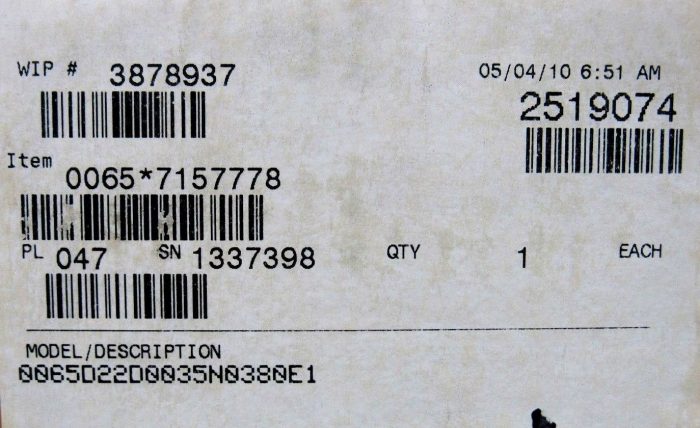 WIP # 3878937
05/04/10 6:51 AM
2519074
Item
0065*7157778
PL 047 SN 1337398 QTY 1 EACH
MODEL/DESCRIPTION
0065D22D0035N0380E1